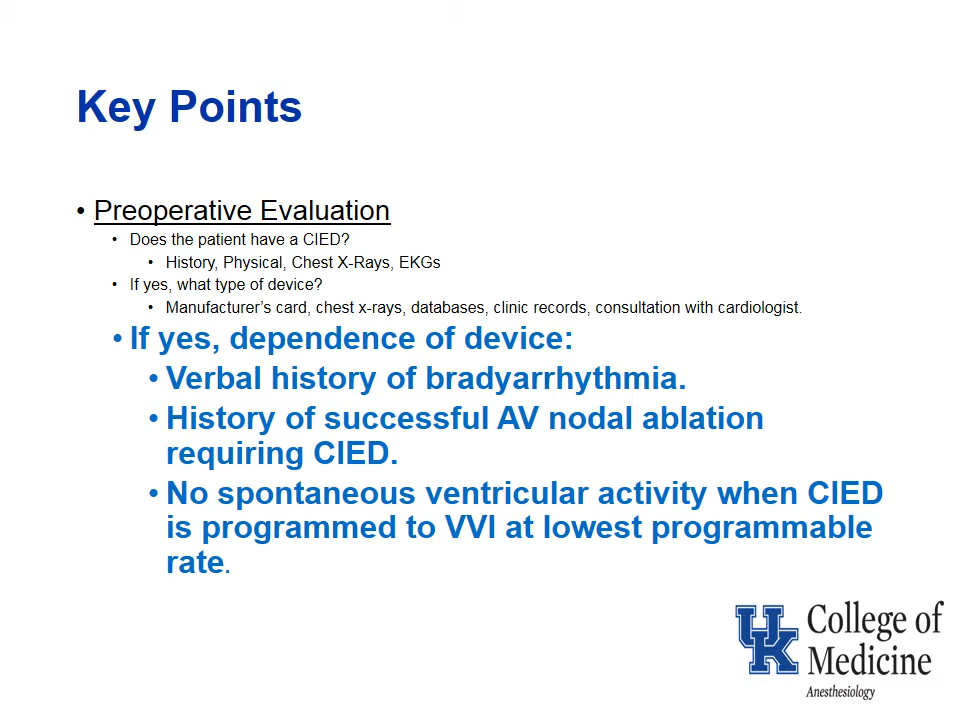 Key Points
• Preoperative Evaluation
• Does the patient have a CIED?
• History, Physical, Chest X-Rays, EKGs
• If yes, what type of device?
• Manufacturer’s card, chest x-rays, databases, clinic records, consultation with cardiologist.
• If yes, dependence of device:
• Verbal history of bradyarrhythmia.
• History of successful AV nodal ablation
requiring CIED.
• No spontaneous ventricular activity when CIED
is programmed to VVI at lowest programmable
rate.
UK College of
Medicine
Anesthesiology